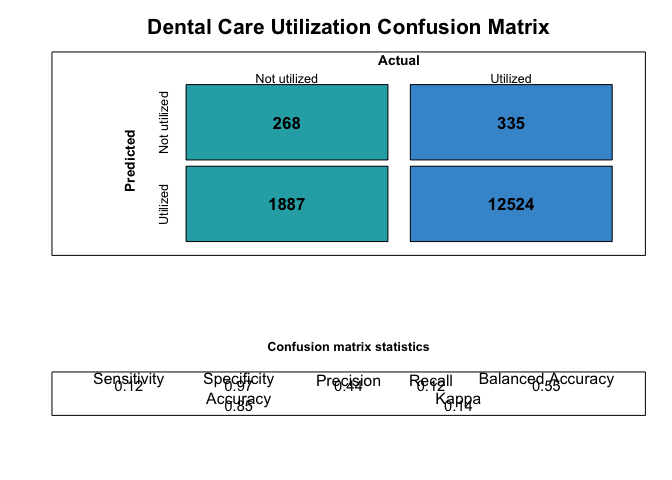 Dental Care Utilization Confusion Matrix
Actual
Not utilized Utilized
Predicted
Not utilized
268 335
Utilized
1887 12524
Confusion matrix statistics
Sensitivity Specificity Precision Recall Balanced Accuracy
0.12 0.97 0.44 0.12 0.55
Accuracy Kappa
0.85 0.14